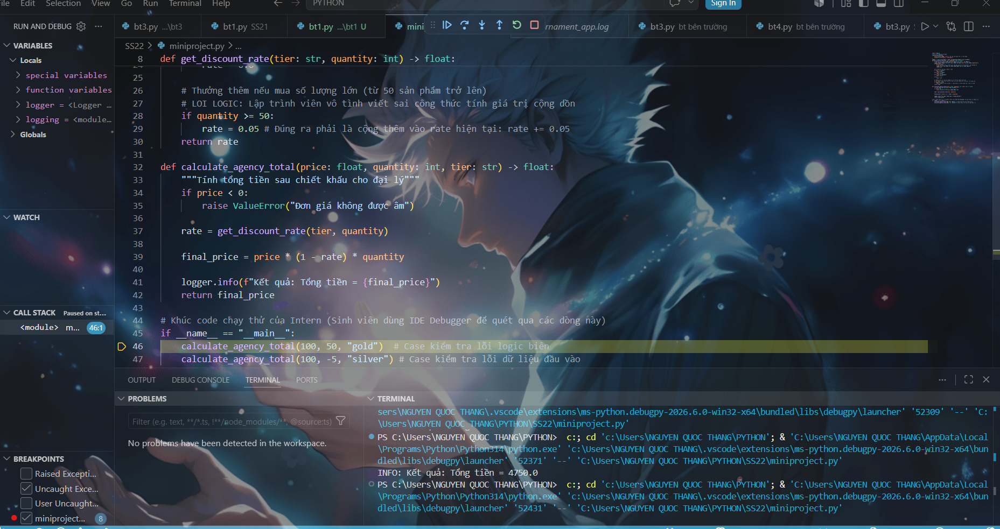 File Edit Selection View Go Run Terminal Help
PYTHON
Sign In
RUN AND DEBUG
bt3.py ...\bt3
bt1.py SS21
bt1.py ...\bt1 U
mini
rnament_app.log
bt3.py bt bên trường
bt4.py bt bên trường
bt3.py
VARIABLES
Locals
special variables
function variables
logger = <Logger ...
logging = <module...
Globals
WATCH
CALL STACK Paused on st...
<module> m... 46:1
BREAKPOINTS
Raised Excepti...
Uncaught Exce...
User Uncaught...
miniproject... 8
SS22 > miniproject.py > ...
8 def get_discount_rate(tier: str, quantity: int) -> float:
25
26 # Thưởng thêm nếu mua số lượng lớn (từ 50 sản phẩm trở lên)
27 # LOI LOGIC: Lập trình viên vô tình viết sai công thức tính giá trị cộng dồn
28 if quantity >= 50:
29 rate = 0.05 # Đúng ra phải là cộng thêm vào rate hiện tại: rate += 0.05
30 return rate
31
32 def calculate_agency_total(price: float, quantity: int, tier: str) -> float:
33 """Tính tổng tiền sau chiết khấu cho đại lý"""
34 if price < 0:
35 raise ValueError("Đơn giá không được âm")
36
37 rate = get_discount_rate(tier, quantity)
38
39 final_price = price * (1 - rate) * quantity
40
41 logger.info(f"Kết quả: Tổng tiền = {final_price}")
42 return final_price
43
44 # Khúc code chạy thử của Intern (Sinh viên dùng IDE Debugger để quét qua các dòng này)
45 if __name__ == "__main__":
46 calculate_agency_total(100, 50, "gold") # Case kiểm tra lỗi logic biên
47 calculate_agency_total(100, -5, "silver") # Case kiểm tra lỗi dữ liệu đầu vào
OUTPUT DEBUG CONSOLE TERMINAL PORTS
PROBLEMS
Filter (e.g. text, **/*.ts, !**/node_modules/**, @source:ts)
No problems have been detected in the workspace.
TERMINAL
sers\NGUYEN QUOC THANG\.vscode\extensions\ms-python.debugpy-2026.6.0-win32-x64\bundled\libs\debugpy\launcher' '52309' '--' 'C:
\Users\NGUYEN QUOC THANG\PYTHON\SS22\miniproject.py'
PS C:\Users\NGUYEN QUOC THANG\PYTHON> c:; cd 'c:\Users\NGUYEN QUOC THANG\PYTHON'; & 'C:\Users\NGUYEN QUOC THANG\AppData\Local
\Programs\Python\Python314\python.exe' 'c:\Users\NGUYEN QUOC THANG\.vscode\extensions\ms-python.debugpy-2026.6.0-win32-x64\bun
dled\libs\debugpy\launcher' '52371' '--' 'C:\Users\NGUYEN QUOC THANG\PYTHON\SS22\miniproject.py'
INFO: Kết quả: Tổng tiền = 4750.0
PS C:\Users\NGUYEN QUOC THANG\PYTHON> c:; cd 'c:\Users\NGUYEN QUOC THANG\PYTHON'; & 'C:\Users\NGUYEN QUOC THANG\AppData\Local
\Programs\Python\Python314\python.exe' 'c:\Users\NGUYEN QUOC THANG\.vscode\extensions\ms-python.debugpy-2026.6.0-win32-x64\bun
dled\libs\debugpy\launcher' '52431' '--' 'C:\Users\NGUYEN QUOC THANG\PYTHON\SS22\miniproject.py'